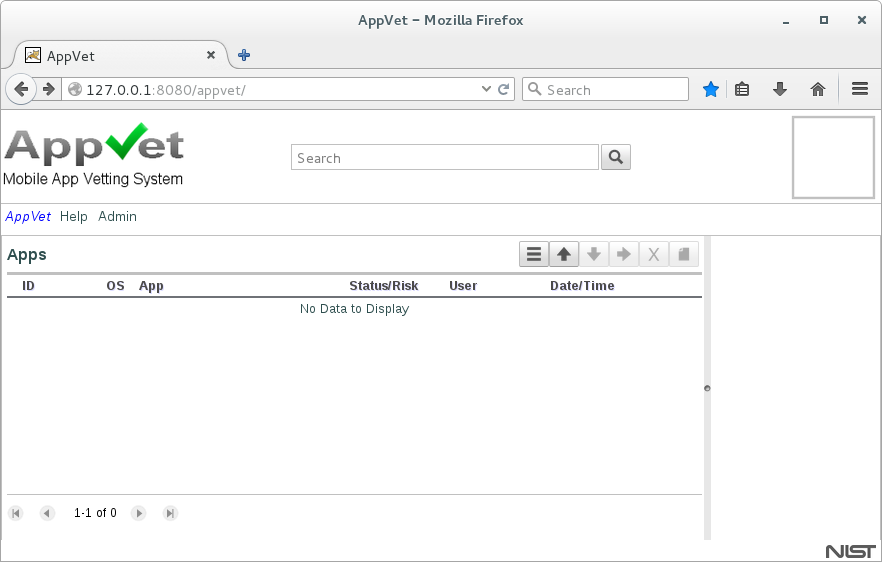 AppVet - Mozilla Firefox
AppVet
127.0.0.1:8080/appvet/
Search
AppVet
Mobile App Vetting System
Search
AppVet Help Admin
Apps
X
ID OS App Status/Risk User Date/Time
No Data to Display
1-1 of 0
NIST